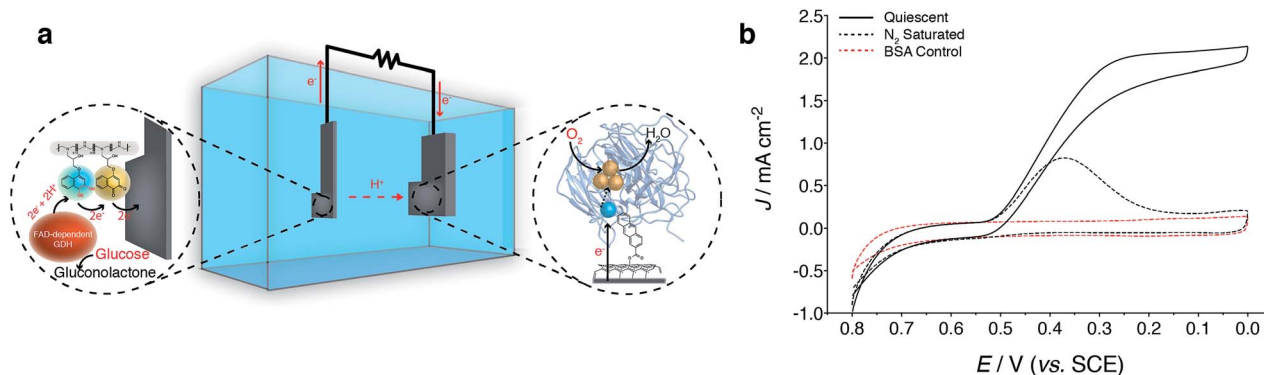 a
e-
e-
H+
2e- + 2H+
2e-
2e-
FAD-dependent
GDH
Glucose
Gluconolactone
O2
H2O
e-
b
Quiescent
N2 Saturated
BSA Control
J / mA cm-2
2.5
2.0
1.5
1.0
0.5
0.0
-0.5
-1.0
0.8 0.7 0.6 0.5 0.4 0.3 0.2 0.1 0.0
E / V (vs. SCE)